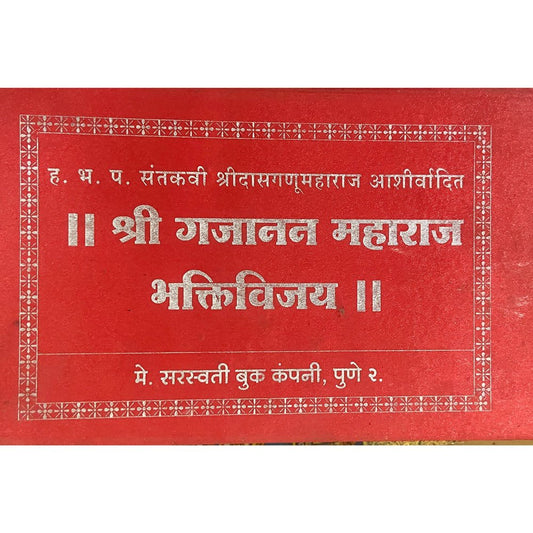 ह. भ. प. संतकवी श्रीदासगणूमहाराज आशीर्वादित
॥ श्री गजानन महाराज
भक्तिविजय ॥
मे. सरस्वती बुक कंपनी, पुणे २.